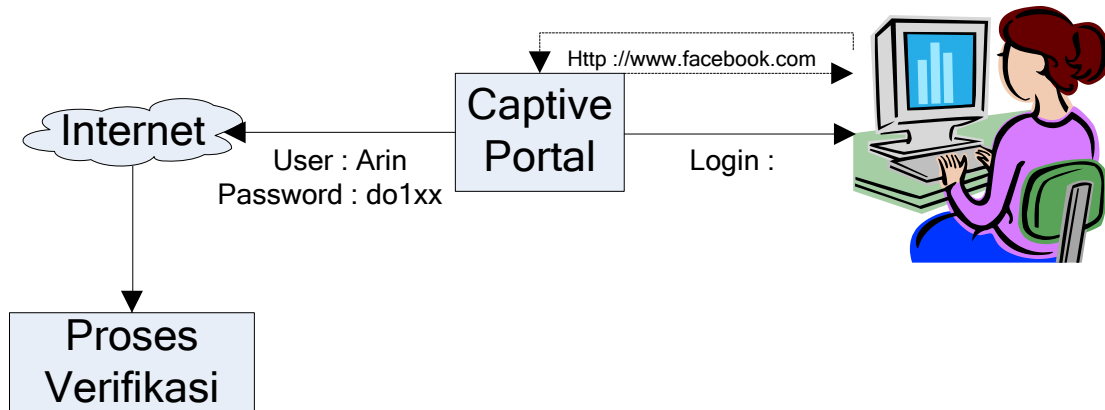 Http ://www.facebook.com
Captive
Portal
Internet
User : Arin
Password : do1xx
Login :
Proses
Verifikasi